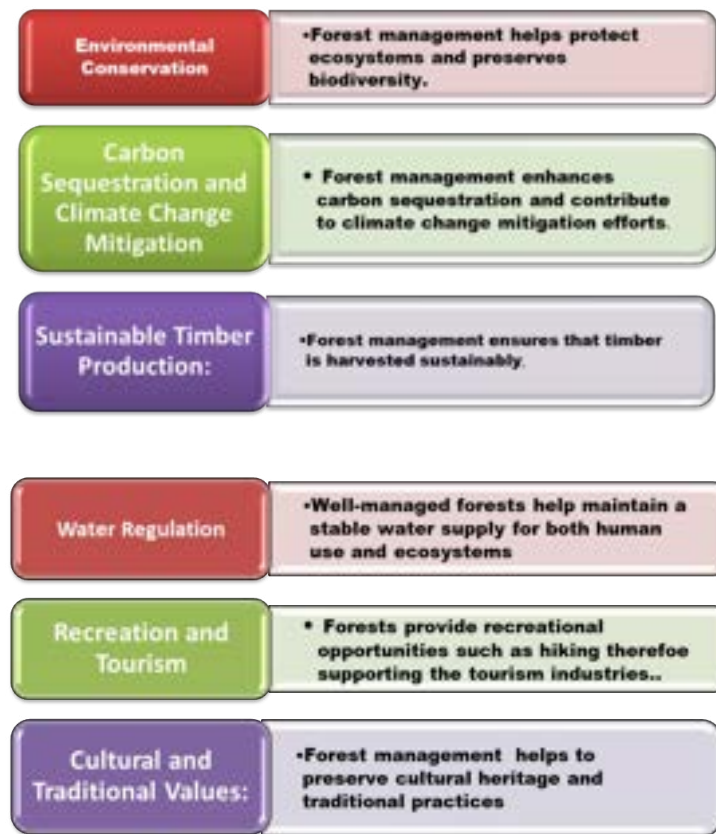 Environmental
Conservation
•Forest management helps protect
ecosystems and preserves
biodiversity.
Carbon
Sequestration and
Climate Change
Mitigation
• Forest management enhances
carbon sequestration and contribute
to climate change mitigation efforts.
Sustainable Timber
Production:
•Forest management ensures that timber
is harvested sustainably.
Water Regulation
•Well-managed forests help maintain a
stable water supply for both human
use and ecosystems
Recreation and
Tourism
• Forests provide recreational
opportunities such as hiking therefoe
supporting the tourism industries..
Cultural and
Traditional Values:
•Forest management helps to
preserve cultural heritage and
traditional practices